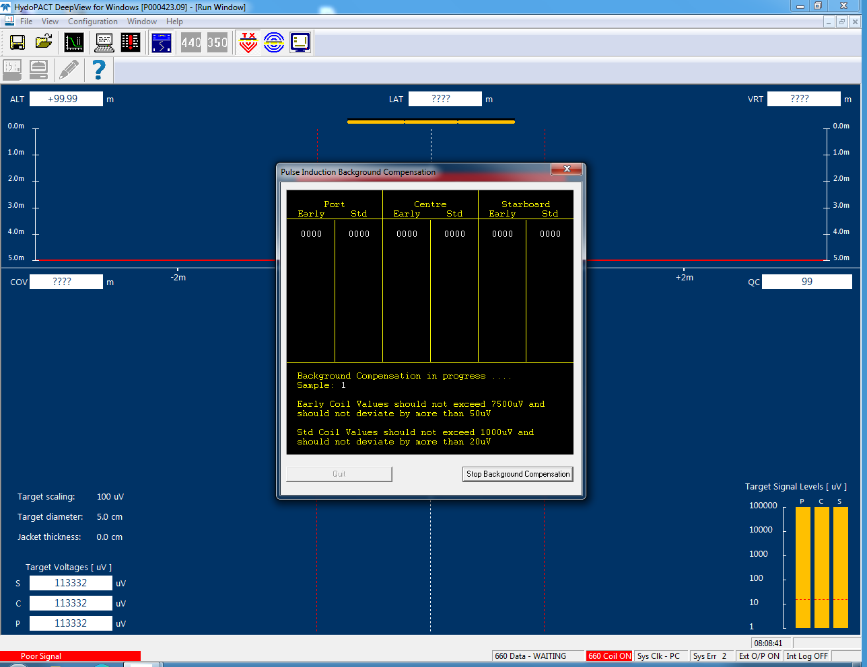 HydoPACT DeepView for Windows [P000423.09] - [Run Window]
File View Configuration Window Help
440 350 TX
?
ALT +99.99 m LAT ???? m VRT ???? m
0.0m 0.0m
1.0m 1.0m
2.0m 2.0m
3.0m 3.0m
4.0m 4.0m
5.0m 5.0m
COV ???? m -2m +2m QC 99
Pulse Induction Background Compensation
Port Centre Starboard
Early Std Early Std Early Std
0000 0000 0000 0000 0000 0000
Background Compensation in progress ....
Sample: 1
Early Coil Values should not exceed 7500uV and
should not deviate by more than 50uV
Std Coil Values should not exceed 1000uV and
should not deviate by more than 20uV
Quit Stop Background Compensation
Target scaling: 100 uV
Target diameter: 5.0 cm
Jacket thickness: 0.0 cm
Target Voltages [ uV ]
S 113332 uV
C 113332 uV
P 113332 uV
Target Signal Levels [ uV ]
P C S
100000
10000
1000
100
10
1
08:08:41
Poor Signal 660 Data - WAITING 660 Coil ON Sys Clk - PC Sys Err 2 Ext O/P ON Int Log OFF